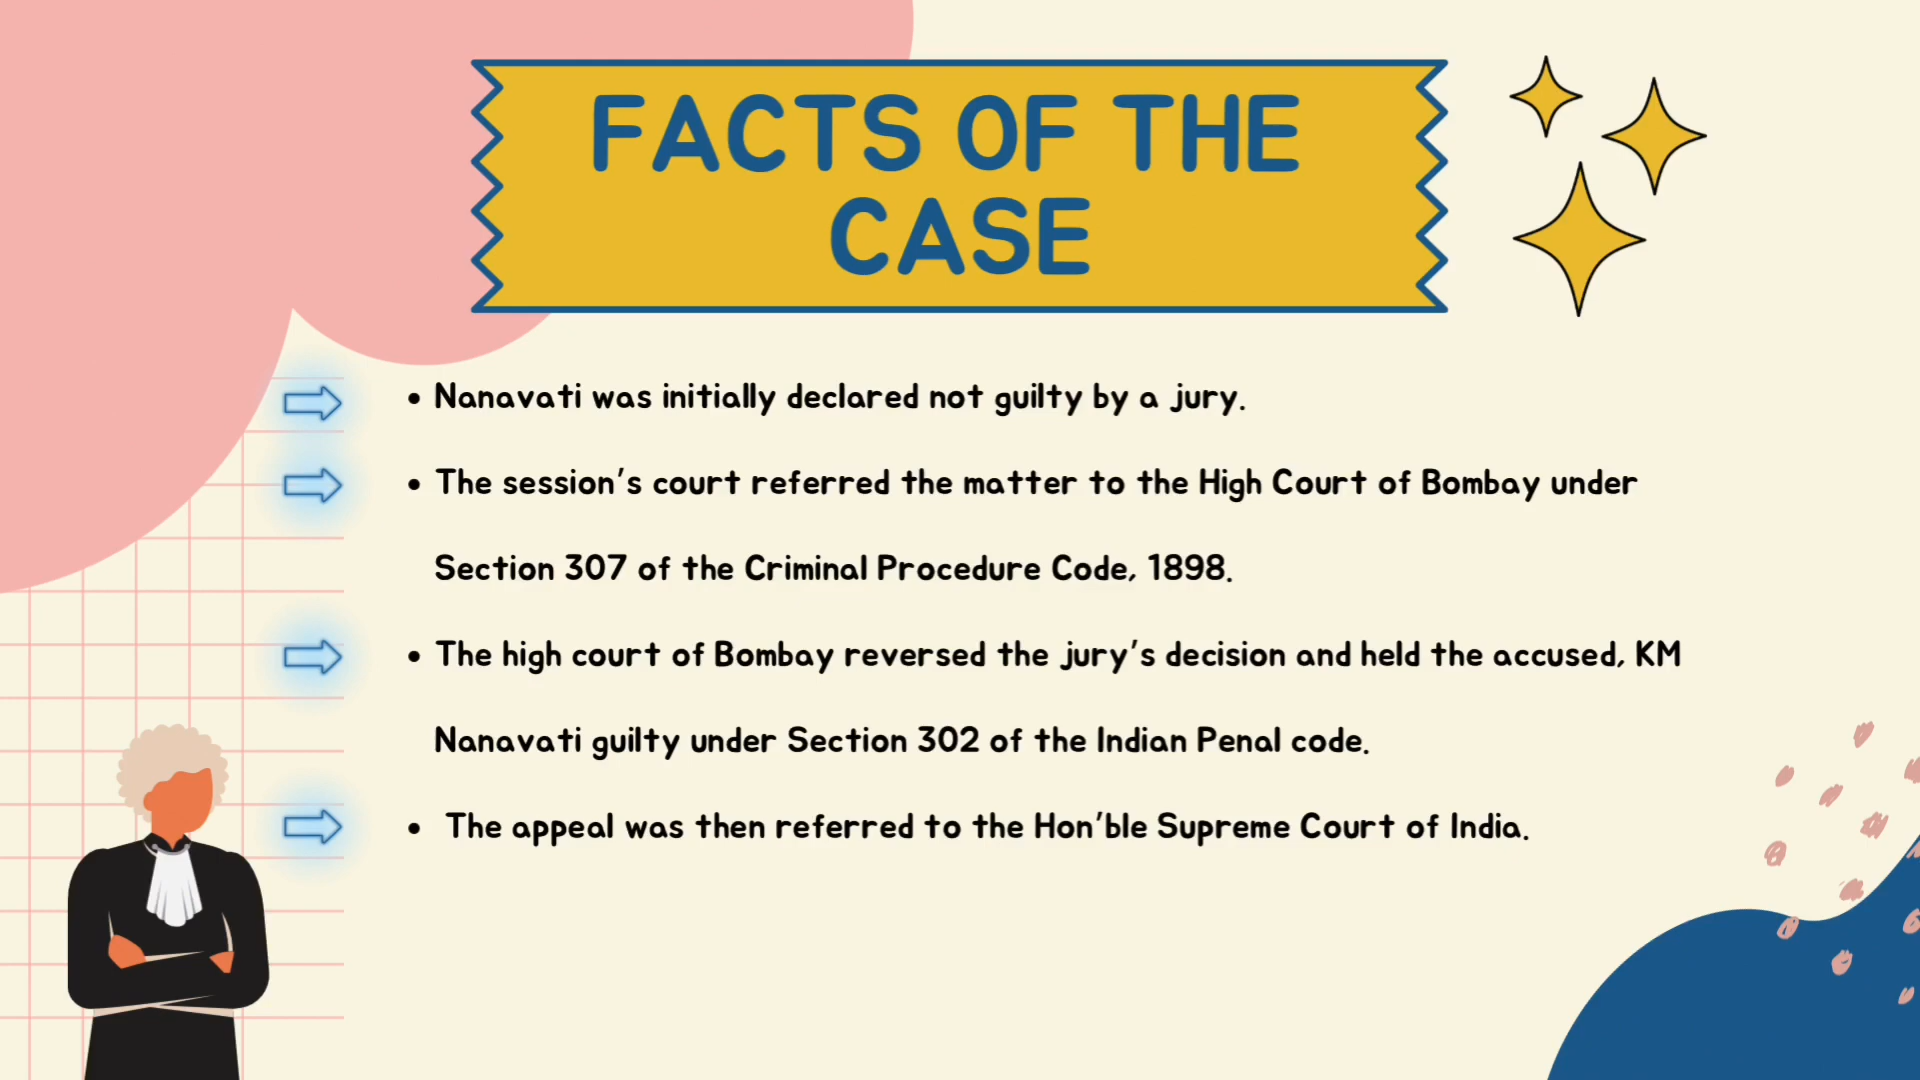 FACTS OF THE
CASE
• Nanavati was initially declared not guilty by a jury.
• The session's court referred the matter to the High Court of Bombay under
Section 307 of the Criminal Procedure Code, 1898.
• The high court of Bombay reversed the jury's decision and held the accused, KM
Nanavati guilty under Section 302 of the Indian Penal code.
• The appeal was then referred to the Hon'ble Supreme Court of India.